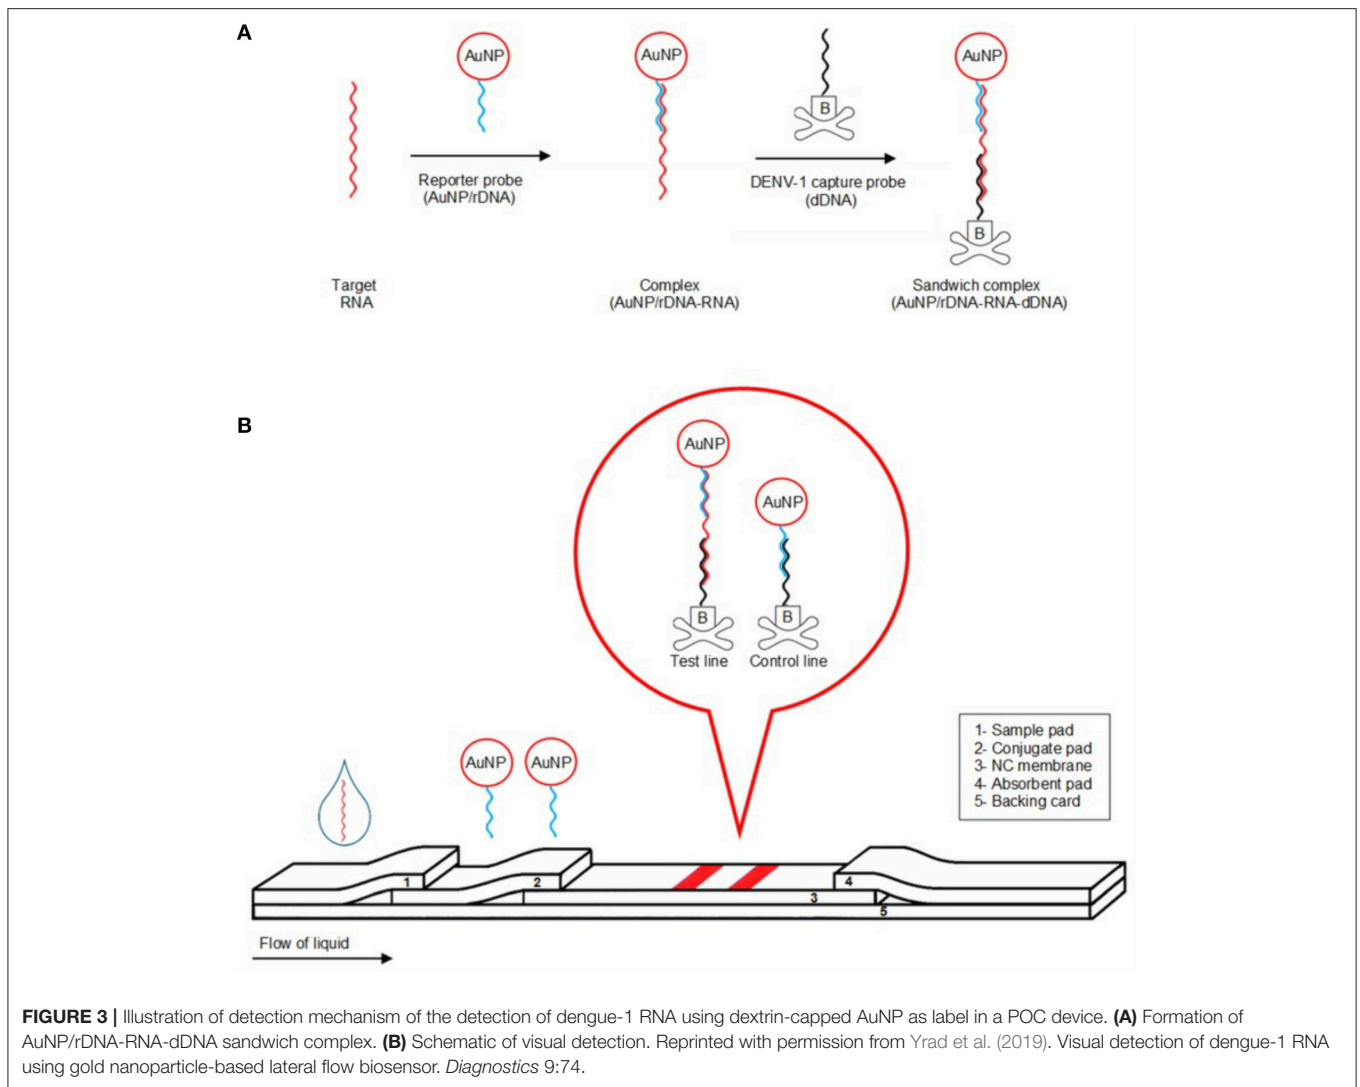 A
AuNP
AuNP
AuNP
B
Reporter probe
(AuNP/rDNA)
DENV-1 capture probe
(dDNA)
B
Target
RNA
Complex
(AuNP/rDNA-RNA)
Sandwich complex
(AuNP/rDNA-RNA-dDNA)
B
AuNP
AuNP
B
B
Test line
Control line
1- Sample pad
2- Conjugate pad
3- NC membrane
4- Absorbent pad
5- Backing card
AuNP
AuNP
1
2
3
4
5
Flow of liquid
FIGURE 3 | Illustration of detection mechanism of the detection of dengue-1 RNA using dextrin-capped AuNP as label in a POC device. (A) Formation of
AuNP/rDNA-RNA-dDNA sandwich complex. (B) Schematic of visual detection. Reprinted with permission from Yrad et al. (2019). Visual detection of dengue-1 RNA
using gold nanoparticle-based lateral flow biosensor. Diagnostics 9:74.